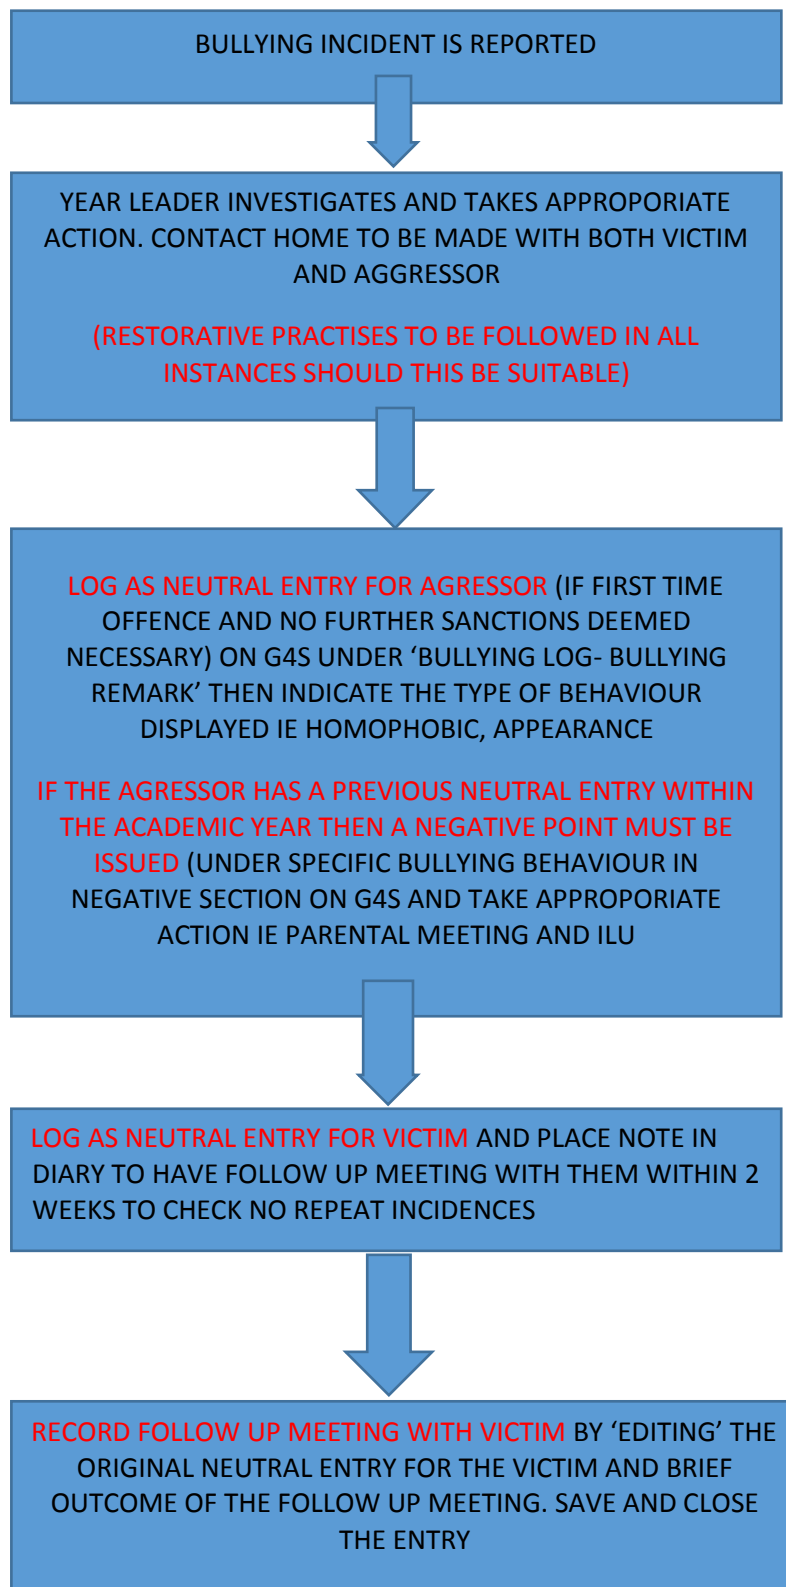 BULLYING INCIDENT IS REPORTED
YEAR LEADER INVESTIGATES AND TAKES APPROPORIATE
ACTION. CONTACT HOME TO BE MADE WITH BOTH VICTIM
AND AGGRESSOR
(RESTORATIVE PRACTISES TO BE FOLLOWED IN ALL
INSTANCES SHOULD THIS BE SUITABLE)
LOG AS NEUTRAL ENTRY FOR AGRESSOR (IF FIRST TIME
OFFENCE AND NO FURTHER SANCTIONS DEEMED
NECESSARY) ON G4S UNDER ‘BULLYING LOG- BULLYING
REMARK’ THEN INDICATE THE TYPE OF BEHAVIOUR
DISPLAYED IE HOMOPHOBIC, APPEARANCE
IF THE AGRESSOR HAS A PREVIOUS NEUTRAL ENTRY WITHIN
THE ACADEMIC YEAR THEN A NEGATIVE POINT MUST BE
ISSUED (UNDER SPECIFIC BULLYING BEHAVIOUR IN
NEGATIVE SECTION ON G4S AND TAKE APPROPORIATE
ACTION IE PARENTAL MEETING AND ILU
LOG AS NEUTRAL ENTRY FOR VICTIM AND PLACE NOTE IN
DIARY TO HAVE FOLLOW UP MEETING WITH THEM WITHIN 2
WEEKS TO CHECK NO REPEAT INCIDENCES
RECORD FOLLOW UP MEETING WITH VICTIM BY ‘EDITING’ THE
ORIGINAL NEUTRAL ENTRY FOR THE VICTIM AND BRIEF
OUTCOME OF THE FOLLOW UP MEETING. SAVE AND CLOSE
THE ENTRY